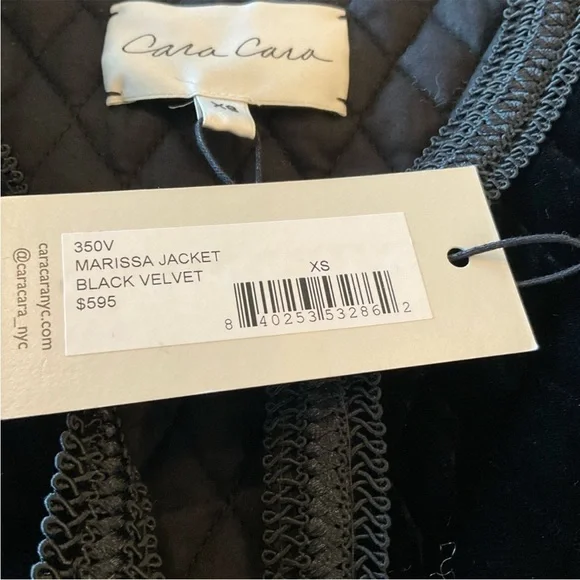 Cara Cara
XS
350V
MARISSA JACKET
BLACK VELVET
$595
XS
8 40253 53286 2
caracaranyc.com
@caracara_nyc